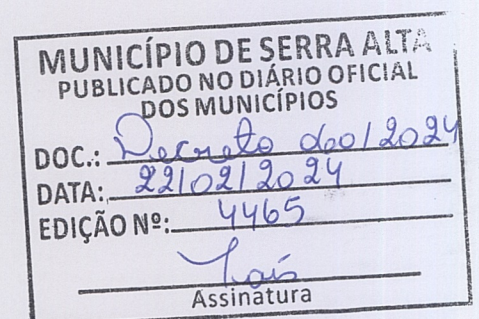 MUNICÍPIO DE SERRA ALTA
PUBLICADO NO DIÁRIO OFICIAL
DOS MUNICÍPIOS
DOC.: Decreto 060/2024
DATA: 22/02/2024
EDIÇÃO Nº: 4465
Taís
Assinatura